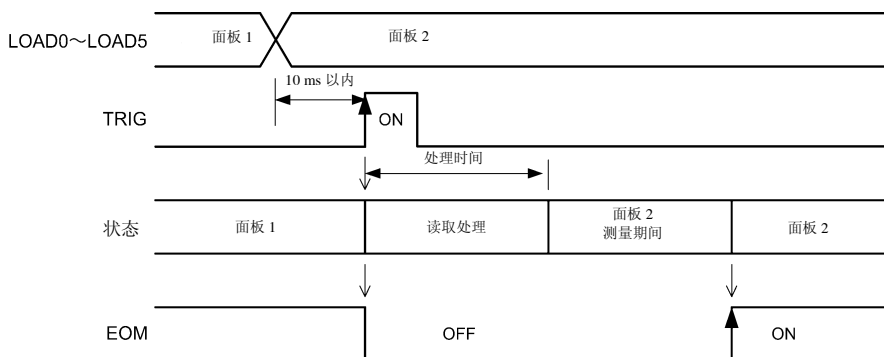 LOAD0～LOAD5
面板 1
面板 2
10 ms 以内
TRIG
ON
处理时间
状态
面板 1
读取处理
面板 2
测量期间
面板 2
EOM
OFF
ON